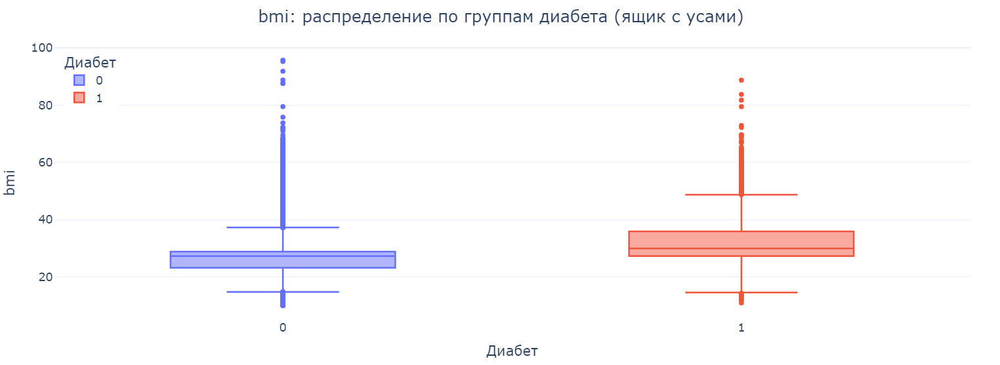 bmi: распределение по группам диабета (ящик с усами)
100
80
60
40
20
bmi
Диабет
0
1
0
1
Диабет